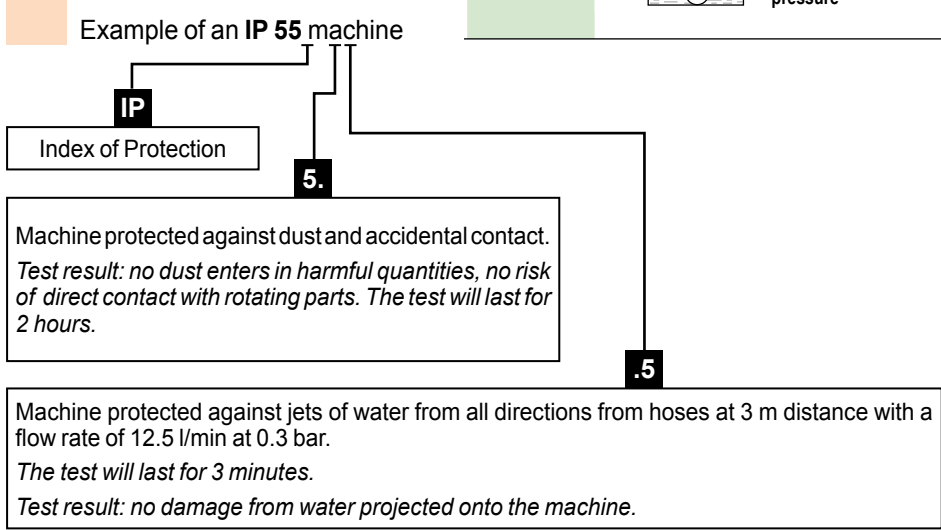 pressure
Example of an IP 55 machine
IP
Index of Protection
5.
Machine protected against dust and accidental contact.
Test result: no dust enters in harmful quantities, no risk
of direct contact with rotating parts. The test will last for
2 hours.
.5
Machine protected against jets of water from all directions from hoses at 3 m distance with a
flow rate of 12.5 l/min at 0.3 bar.
The test will last for 3 minutes.
Test result: no damage from water projected onto the machine.